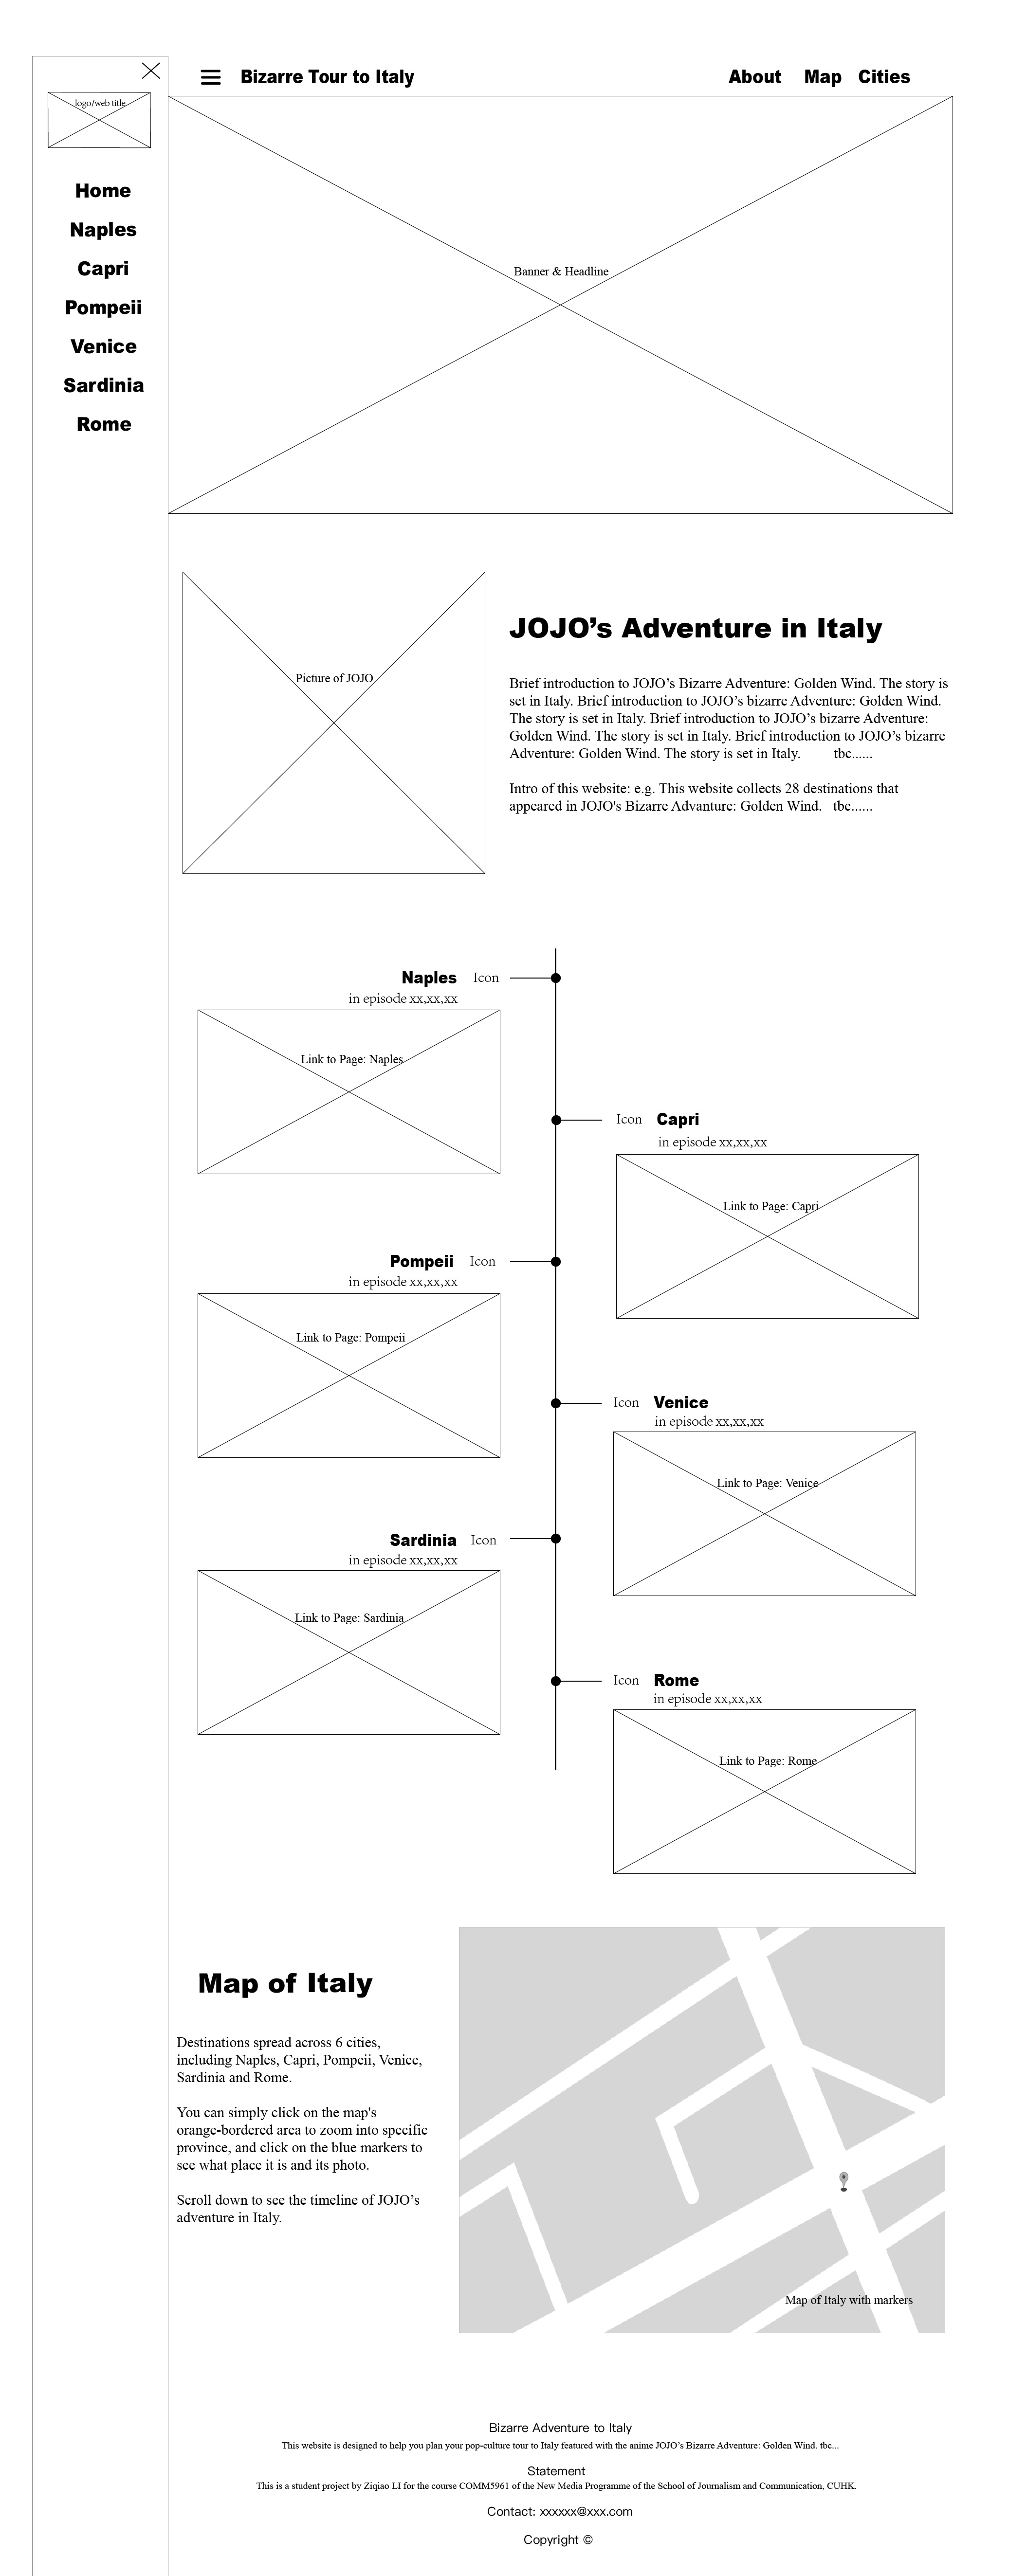 logo/web title
Home
Naples
Capri
Pompeii
Venice
Sardinia
Rome
Bizarre Tour to Italy
About Map Cities
Banner & Headline
Picture of JOJO
JOJO’s Adventure in Italy
Brief introduction to JOJO’s Bizarre Adventure: Golden Wind. The story is
set in Italy. Brief introduction to JOJO’s bizarre Adventure: Golden Wind.
The story is set in Italy. Brief introduction to JOJO’s bizarre Adventure:
Golden Wind. The story is set in Italy. Brief introduction to JOJO’s bizarre
Adventure: Golden Wind. The story is set in Italy. tbc......
Intro of this website: e.g. This website collects 28 destinations that
appeared in JOJO's Bizarre Advanture: Golden Wind. tbc......
Naples Icon
in episode xx,xx,xx
Link to Page: Naples
Icon Capri
in episode xx,xx,xx
Link to Page: Capri
Pompeii Icon
in episode xx,xx,xx
Link to Page: Pompeii
Icon Venice
in episode xx,xx,xx
Link to Page: Venice
Sardinia Icon
in episode xx,xx,xx
Link to Page: Sardinia
Icon Rome
in episode xx,xx,xx
Link to Page: Rome
Map of Italy
Destinations spread across 6 cities,
including Naples, Capri, Pompeii, Venice,
Sardinia and Rome.
You can simply click on the map's
orange-bordered area to zoom into specific
province, and click on the blue markers to
see what place it is and its photo.
Scroll down to see the timeline of JOJO’s
adventure in Italy.
Map of Italy with markers
Bizarre Adventure to Italy
This website is designed to help you plan your pop-culture tour to Italy featured with the anime JOJO’s Bizarre Adventure: Golden Wind. tbc...
Statement
This is a student project by Ziqiao LI for the course COMM5961 of the New Media Programme of the School of Journalism and Communication, CUHK.
Contact: xxxxxx@xxx.com
Copyright ©